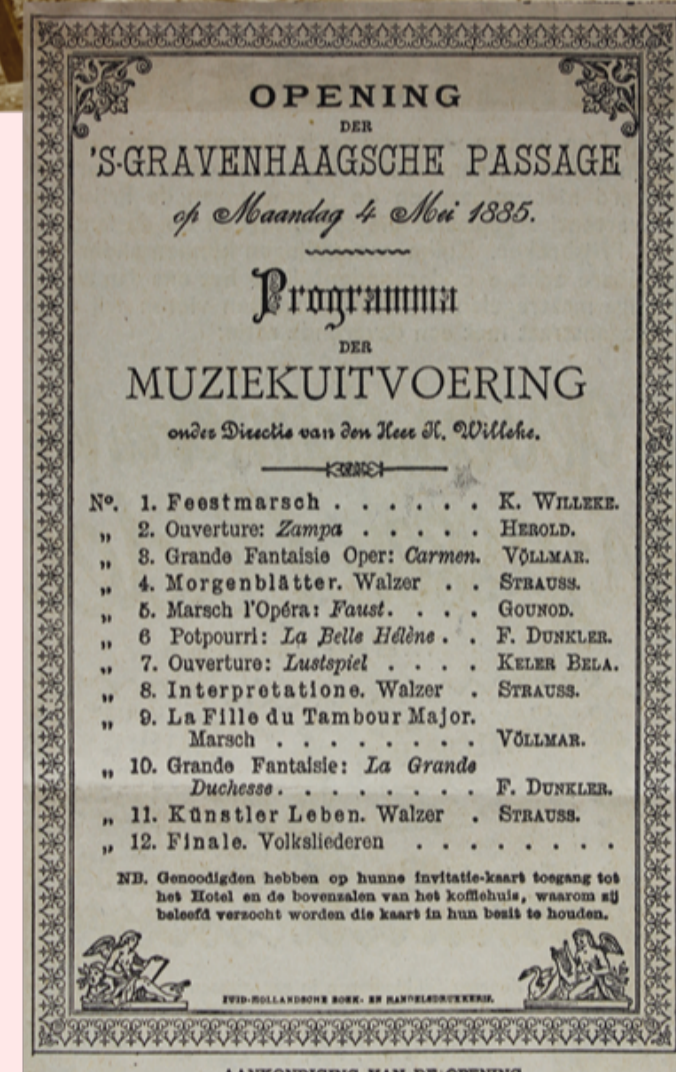 OPENING
DER
'S-GRAVENHAAGSCHE PASSAGE
op Maandag 4 Mei 1885.
Programma
DER
MUZIEKUITVOERING
onder Directie van den Heer K. Willeke.
No. 1. Feestmarsch . . . . . . K. WILLEKE.
„ 2. Ouverture: Zampa . . . . . HEROLD.
„ 3. Grande Fantaisie Oper: Carmen. VÖLLMAR.
„ 4. Morgenblätter. Walzer . . STRAUSS.
„ 5. Marsch l'Opéra: Faust. . . . GOUNOD.
„ 6 Potpourri: La Belle Hélène . . F. DUNKLER.
„ 7. Ouverture: Lustspiel . . . . KELER BELA.
„ 8. Interpretatione. Walzer . STRAUSS.
„ 9. La Fille du Tambour Major.
Marsch . . . . . . . . VÖLLMAR.
„ 10. Grande Fantaisie: La Grande
Duchesse. . . . . . . . F. DUNKLER.
„ 11. Künstler Leben. Walzer . STRAUSS.
„ 12. Finale. Volksliederen . . . . . . . .
NB. Genoodigden hebben op hunne invitatie-kaart toegang tot
het Hotel en de bovenzalen van het koffiehuis, waarom zij
beleefd verzocht worden die kaart in hun bezit te houden.
ZUID-HOLLANDSCHE BOEK- EN HANDELSDRUKKERIJ.
VAN DE OPENING